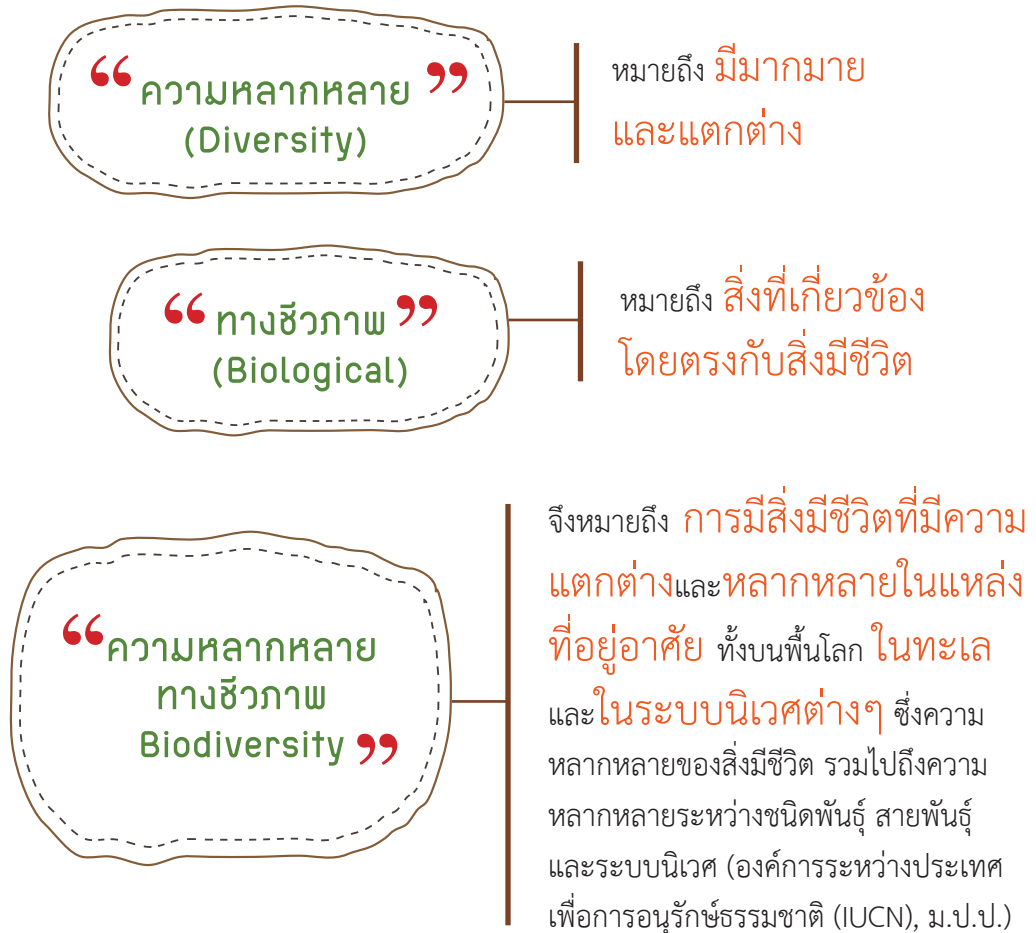 “ความหลากหลาย”
(Diversity)
หมายถึง มีมากมาย
และแตกต่าง
“ทางชีวภาพ”
(Biological)
หมายถึง สิ่งที่เกี่ยวข้อง
โดยตรงกับสิ่งมีชีวิต
“ความหลากหลาย
ทางชีวภาพ
Biodiversity”
จึงหมายถึง การมีสิ่งมีชีวิตที่มีความ
แตกต่างและหลากหลายในแหล่ง
ที่อยู่อาศัย ทั้งบนพื้นโลก ในทะเล
และในระบบนิเวศต่างๆ ซึ่งความ
หลากหลายของสิ่งมีชีวิต รวมไปถึงความ
หลากหลายระหว่างชนิดพันธุ์ สายพันธุ์
และระบบนิเวศ (องค์การระหว่างประเทศ
เพื่อการอนุรักษ์ธรรมชาติ (IUCN), ม.ป.ป.)